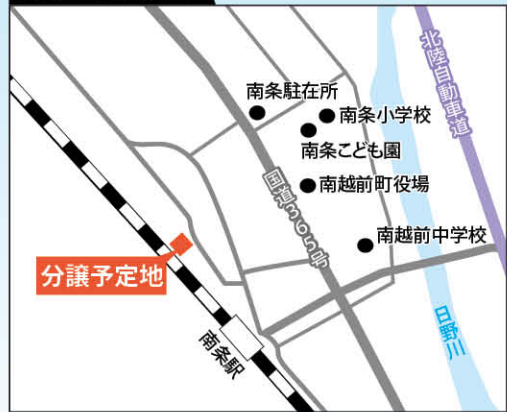 北陸自動車道
南条駐在所
南条小学校
南条こども園
南越前町役場
国道365号
南越前中学校
分譲予定地
日野川
南条駅